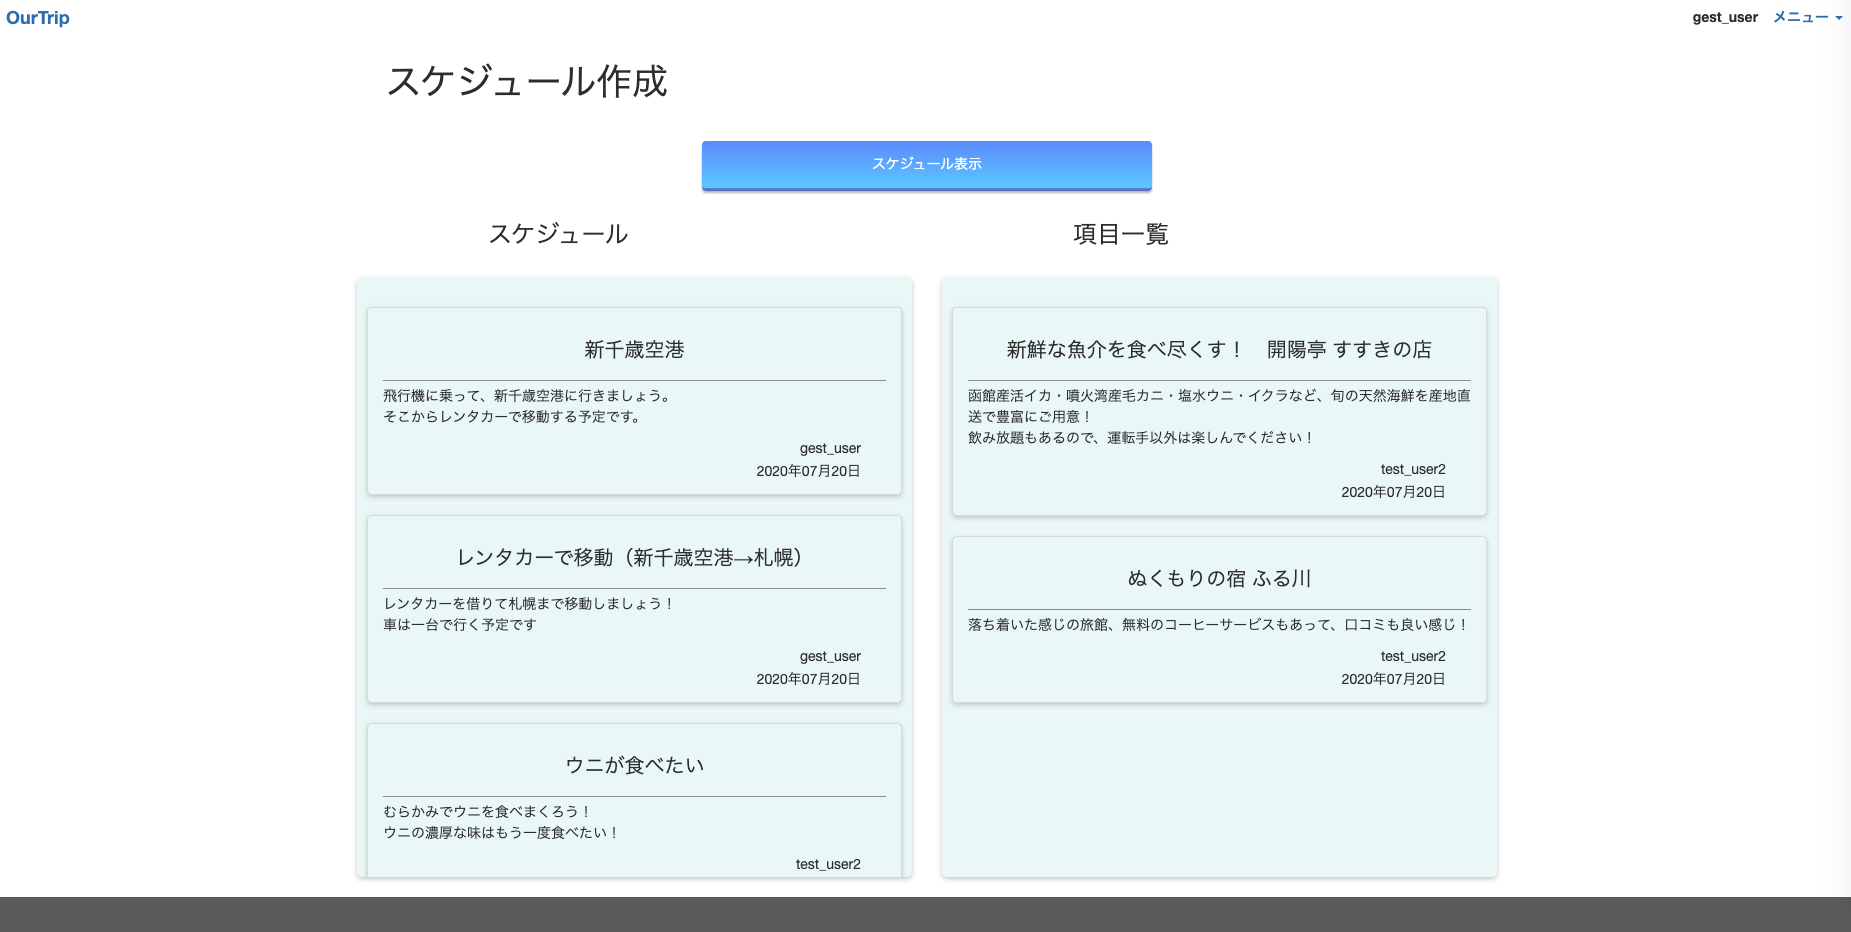 OurTrip
gest_user メニュー
スケジュール作成
スケジュール表示
スケジュール
新千歳空港
飛行機に乗って、新千歳空港に行きましょう。
そこからレンタカーで移動する予定です。
gest_user
2020年07月20日
レンタカーで移動（新千歳空港→札幌）
レンタカーを借りて札幌まで移動しましょう！
車は一台で行く予定です
gest_user
2020年07月20日
ウニが食べたい
むらかみでウニを食べまくろう！
ウニの濃厚な味はもう一度食べたい！
test_user2
項目一覧
新鮮な魚介を食べ尽くす！　開陽亭 すすきの店
函館産活イカ・噴火湾産毛カニ・塩水ウニ・イクラなど、旬の天然海鮮を産地直
送で豊富にご用意！
飲み放題もあるので、運転手以外は楽しんでください！
test_user2
2020年07月20日
ぬくもりの宿 ふる川
落ち着いた感じの旅館、無料のコーヒーサービスもあって、口コミも良い感じ！
test_user2
2020年07月20日